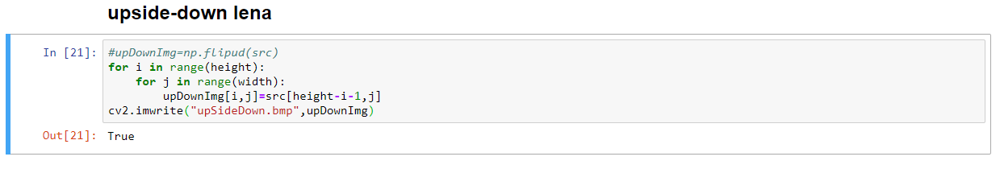 upside-down lena
In [21]: #upDownImg=np.flipud(src)
for i in range(height):
    for j in range(width):
        upDownImg[i,j]=src[height-i-1,j]
cv2.imwrite("upSideDown.bmp",upDownImg)
Out[21]: True